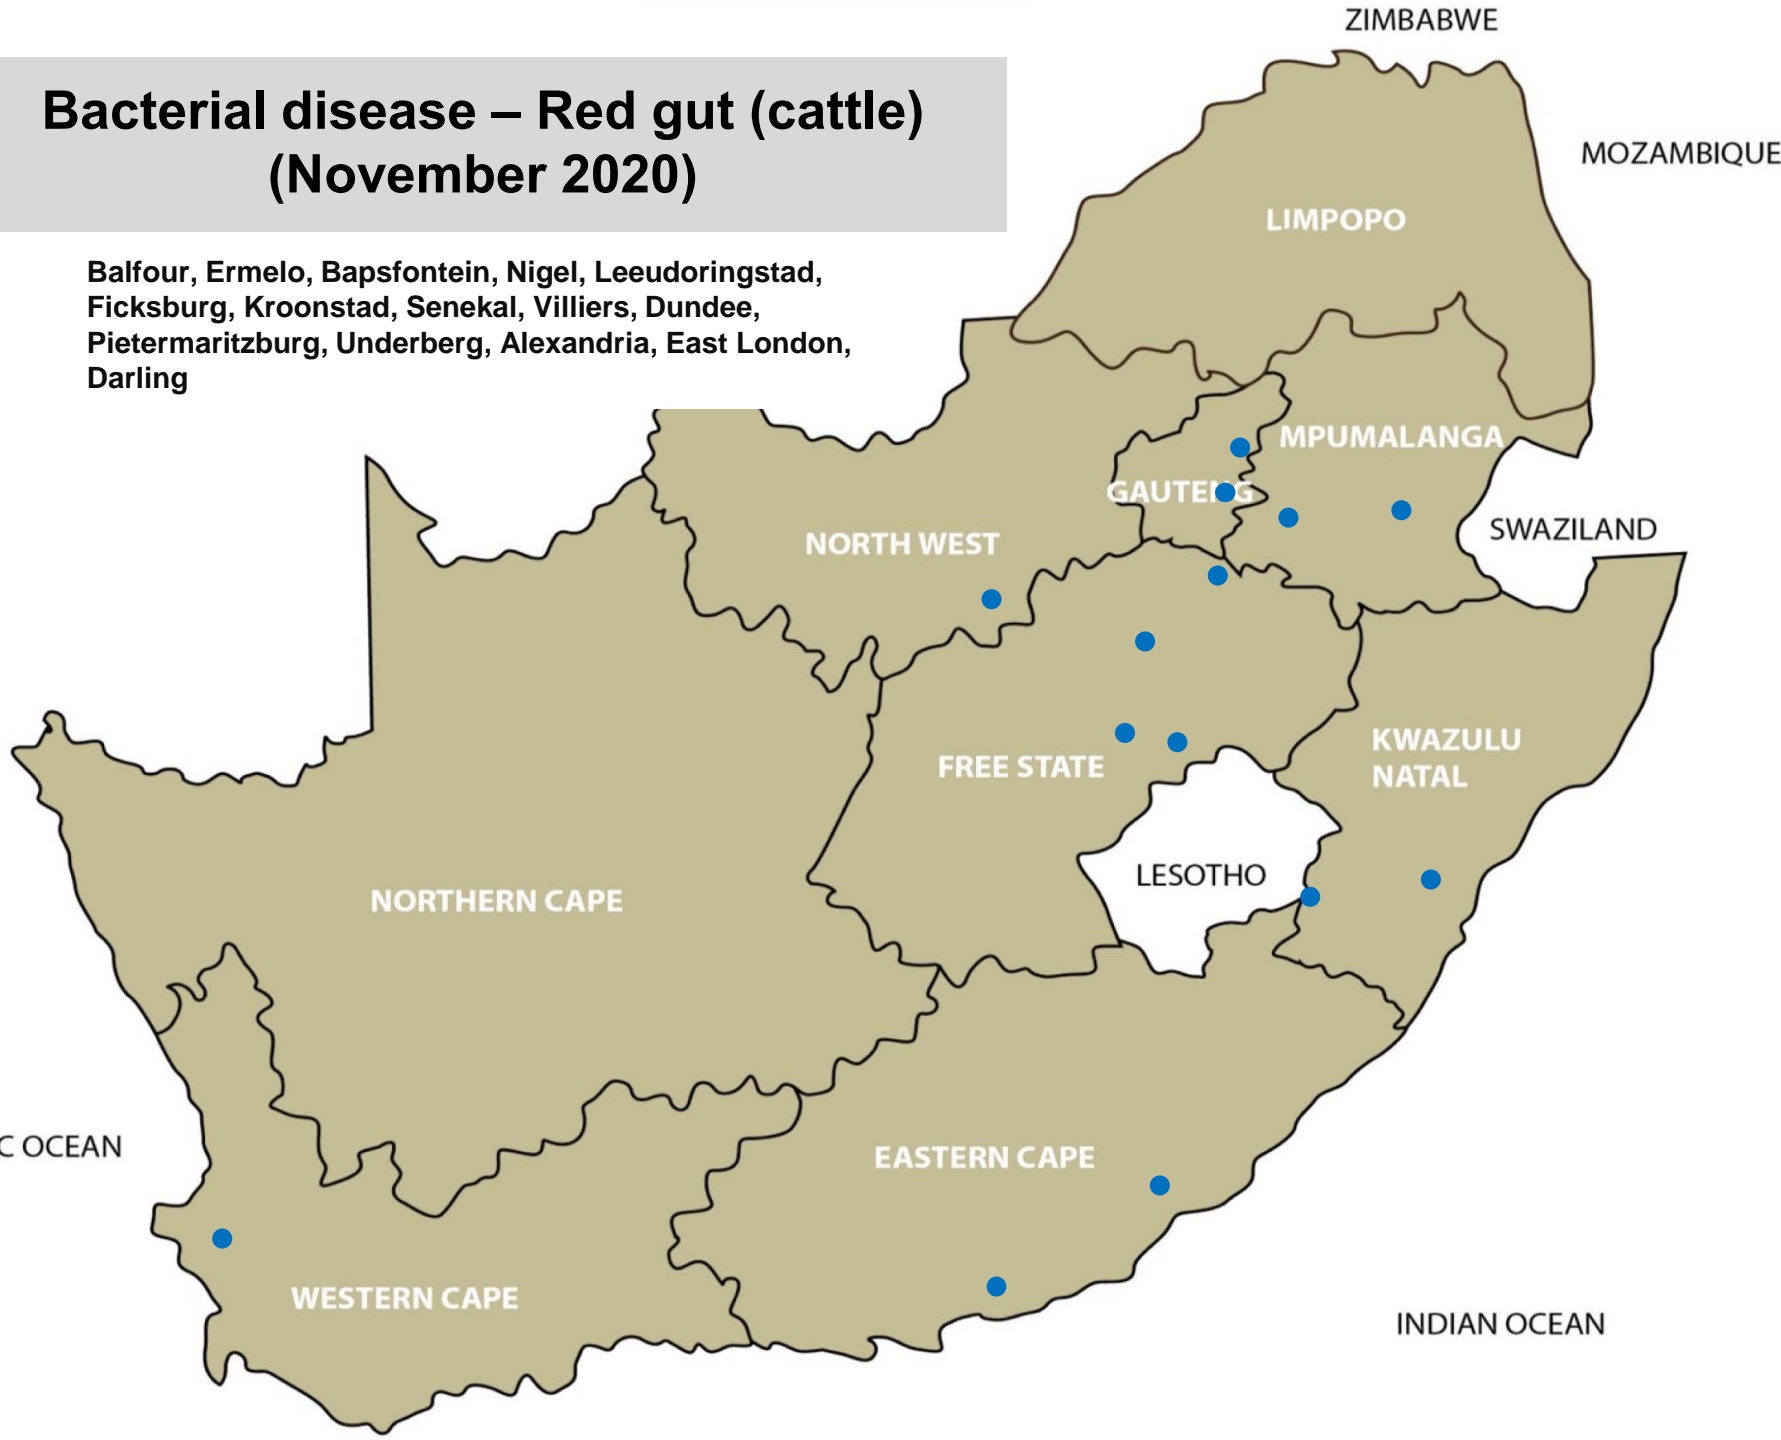 ZIMBABWE
Bacterial disease – Red gut (cattle)
(November 2020)
MOZAMBIQUE
LIMPOPO
Balfour, Ermelo, Bapsfontein, Nigel, Leeudoringstad,
Ficksburg, Kroonstad, Senekal, Villiers, Dundee,
Pietermaritzburg, Underberg, Alexandria, East London,
Darling
MPUMALANGA
GAUTENG
NORTH WEST
SWAZILAND
KWAZULU
NATAL
FREE STATE
LESOTHO
NORTHERN CAPE
C OCEAN
EASTERN CAPE
WESTERN CAPE
INDIAN OCEAN